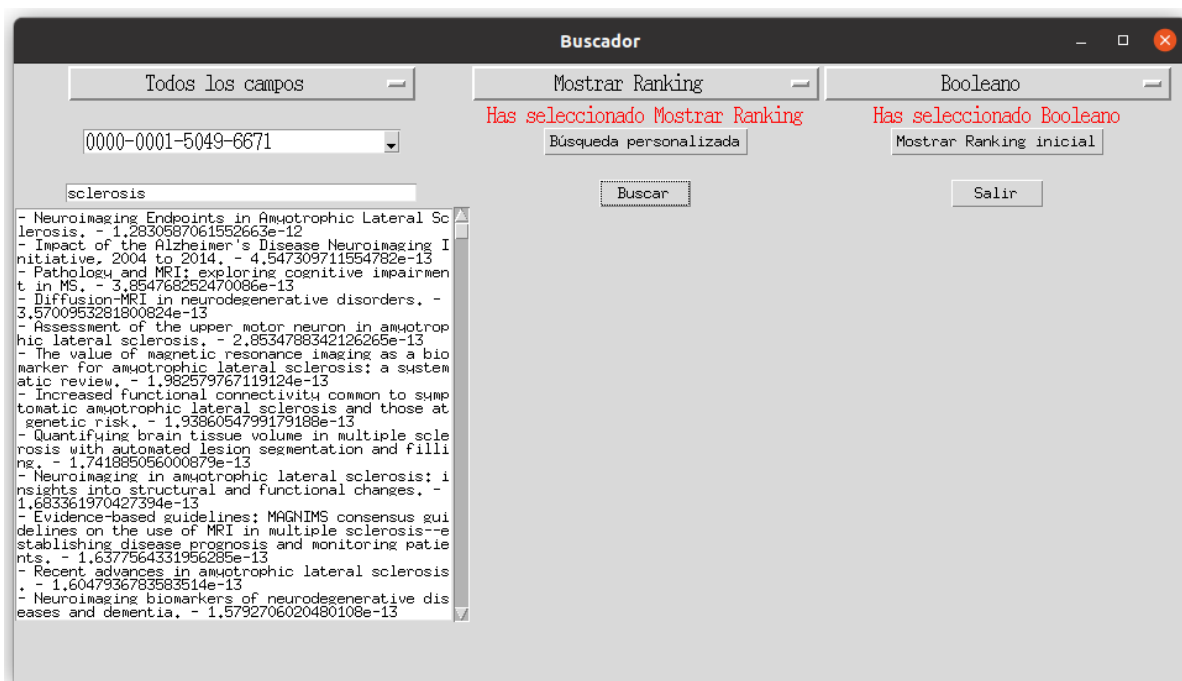 Buscador
Todos los campos
Mostrar Ranking
Booleano
Has seleccionado Mostrar Ranking
Has seleccionado Booleano
0000-0001-5049-6671
Búsqueda personalizada
Mostrar Ranking inicial
sclerosis
Buscar
Salir
- Neuroimaging Endpoints in Amyotrophic Lateral Sc
lerosis. - 1.2830587061552663e-12
- Impact of the Alzheimer's Disease Neuroimaging I
nitiative, 2004 to 2014. - 4.547309711554782e-13
- Pathology and MRI: exploring cognitive impairmen
t in MS. - 3.854768252470086e-13
- Diffusion-MRI in neurodegenerative disorders. -
3.5700953281800824e-13
- Assessment of the upper motor neuron in amyotrop
hic lateral sclerosis. - 2.853478834212626​5e-13
- The value of magnetic resonance imaging as a bio
marker for amyotrophic lateral sclerosis: a system
atic review. - 1.982579767119124e-13
- Increased functional connectivity common to symp
tomatic amyotrophic lateral sclerosis and those at
genetic risk. - 1.9386054799179188e-13
- Quantifying brain tissue volume in multiple scle
rosis with automated lesion segmentation and filli
ng. - 1.741885056000879e-13
- Neuroimaging in amyotrophic lateral sclerosis: i
nsights into structural and functional changes. -
1.683361970427394e-13
- Evidence-based guidelines: MAGNIMS consensus gui
delines on the use of MRI in multiple sclerosis--e
stablishing disease prognosis and monitoring patie
nts. - 1.6377564331956285e-13
- Recent advances in amyotrophic lateral sclerosis
. - 1.6047936783583514e-13
- Neuroimaging biomarkers of neurodegenerative dis
eases and dementia. - 1.5792706020480108e-13